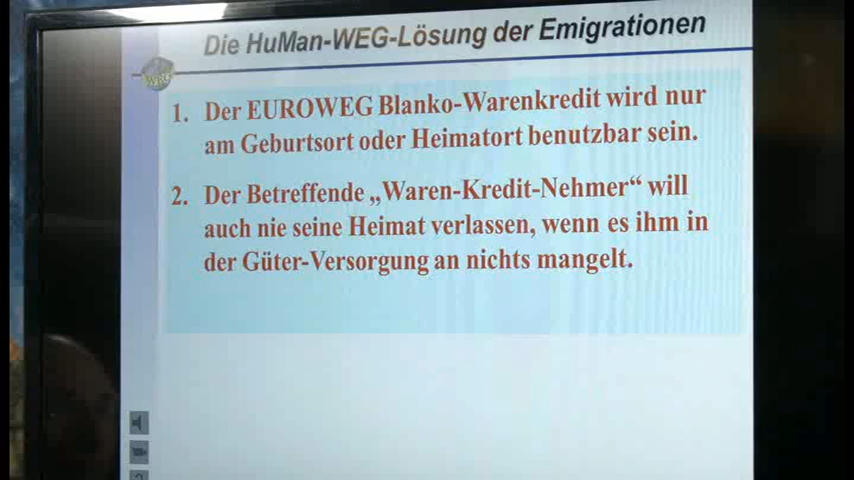 Die HuMan-WEG-Lösung der Emigrationen
WEG
1. Der EUROWEG Blanko-Warenkredit wird nur
am Geburtsort oder Heimatort benutzbar sein.
2. Der Betreffende „Waren-Kredit-Nehmer“ will
auch nie seine Heimat verlassen, wenn es ihm in
der Güter-Versorgung an nichts mangelt.